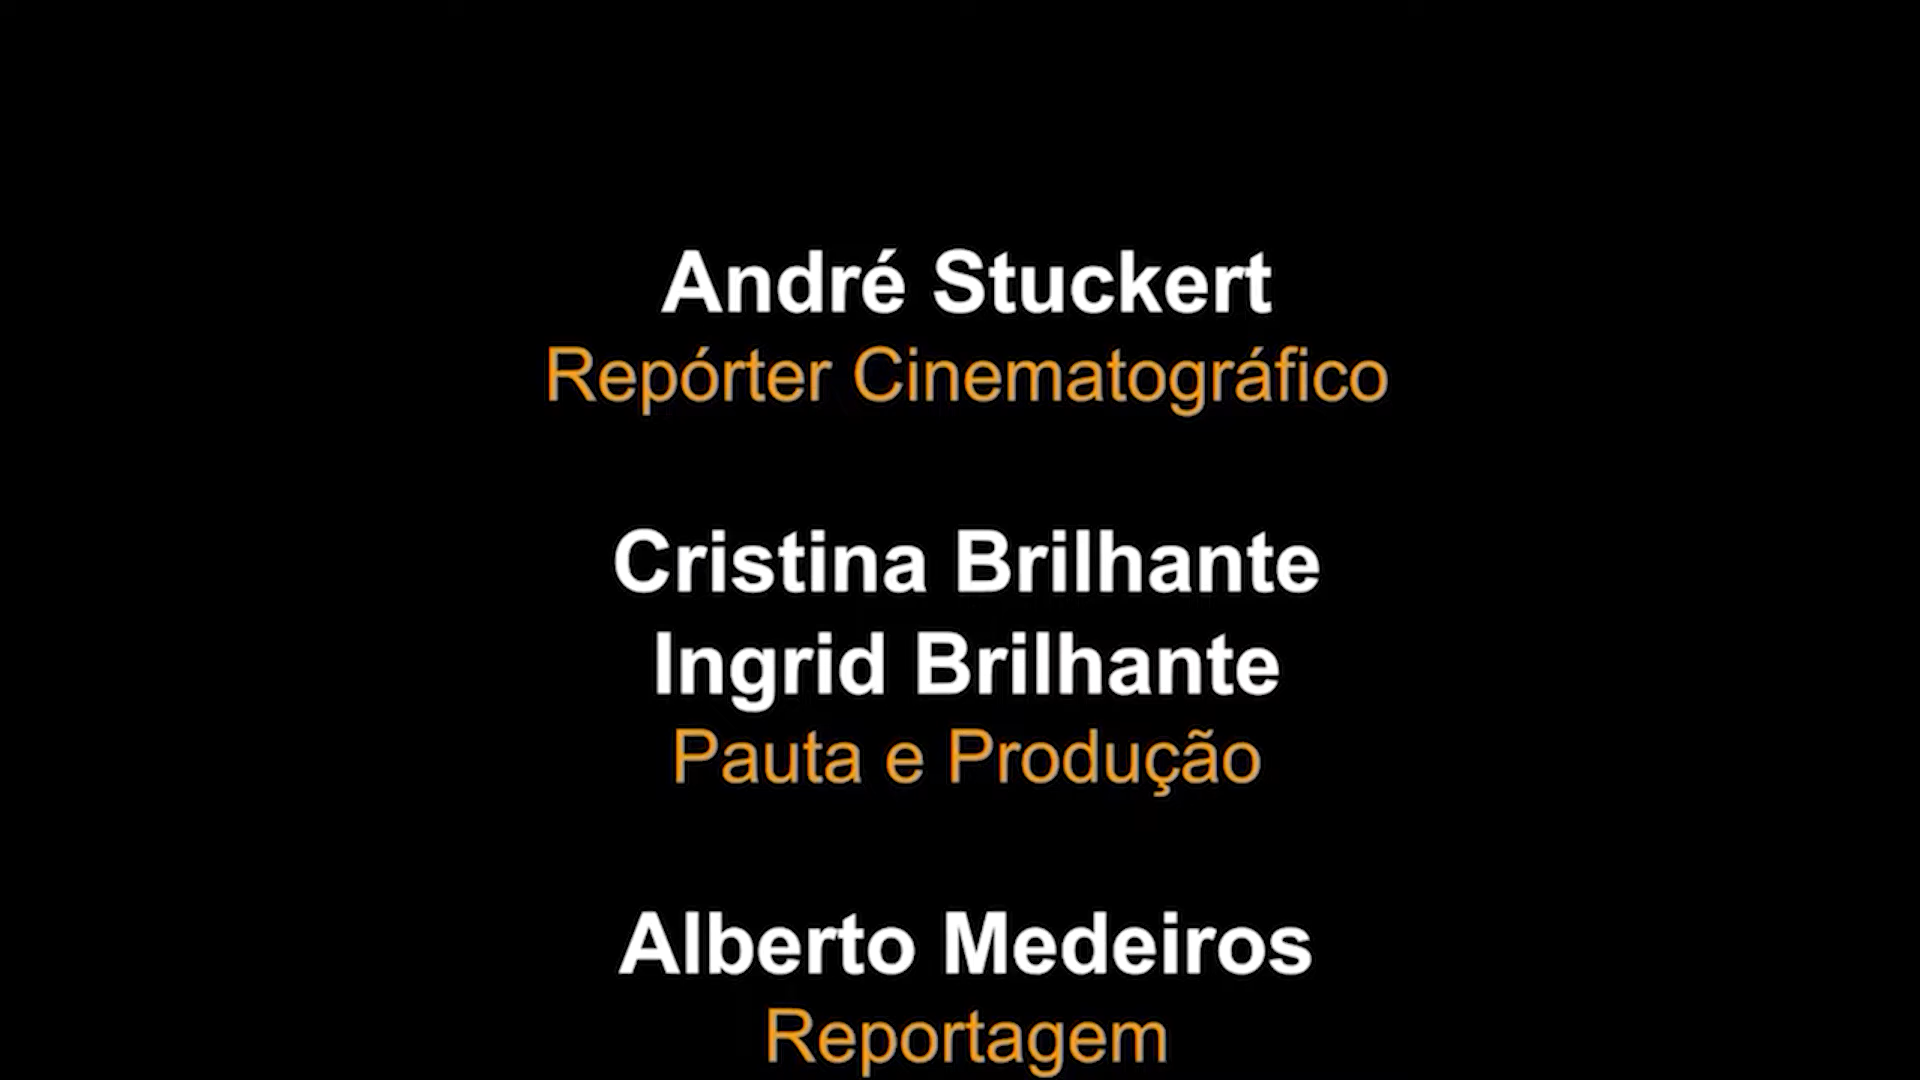 André Stuckert
Repórter Cinematográfico
Cristina Brilhante
Ingrid Brilhante
Pauta e Produção
Alberto Medeiros
Reportagem